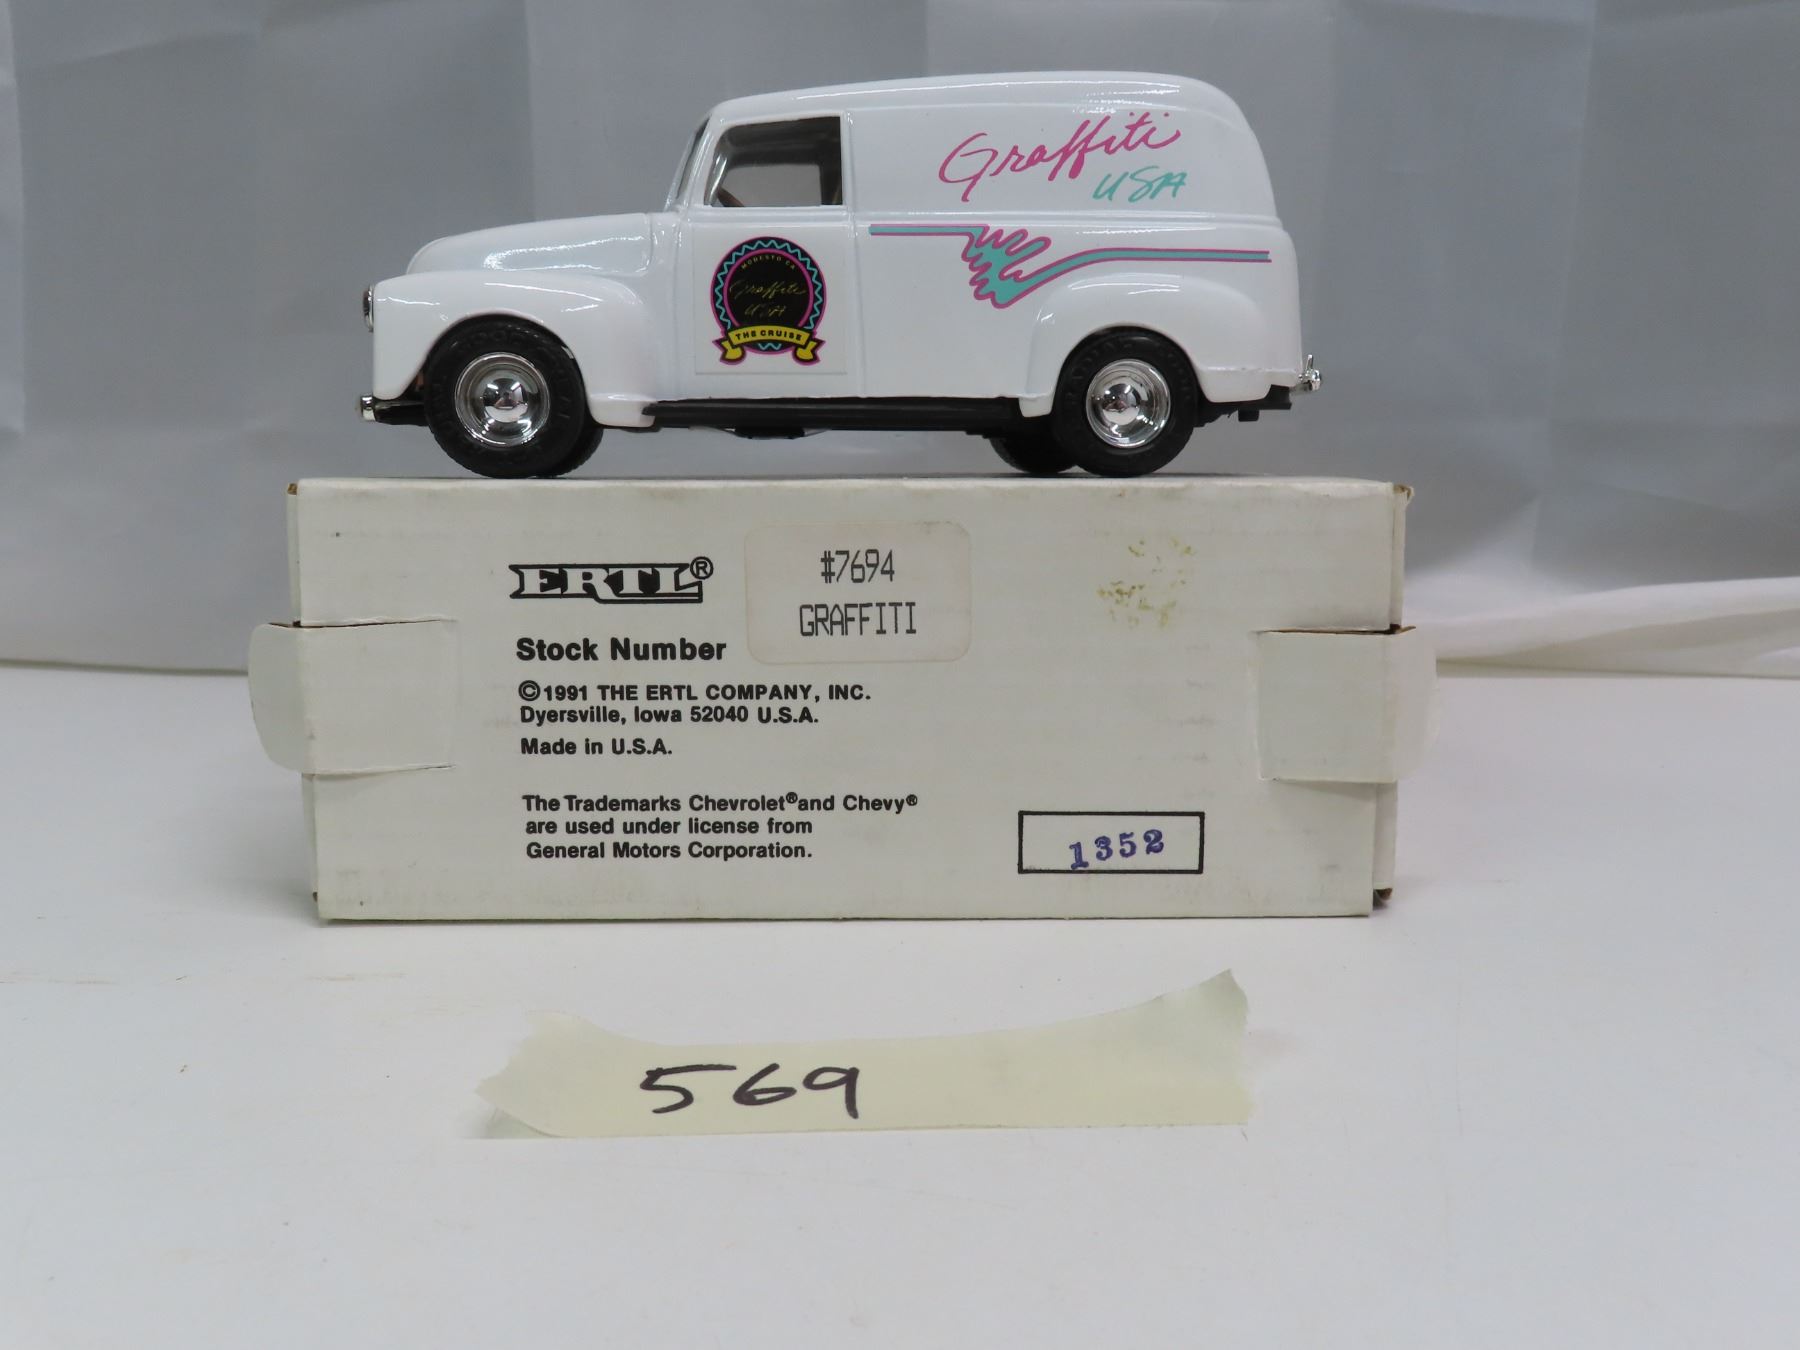 Graffiti
USA
MODESTO CA
Graffiti
USA
THE CRUISE
ERTL®
#7694
GRAFFITI
Stock Number
©1991 THE ERTL COMPANY, INC.
Dyersville, Iowa 52040 U.S.A.
Made in U.S.A.
The Trademarks Chevrolet® and Chevy®
are used under license from
General Motors Corporation.
1352
569